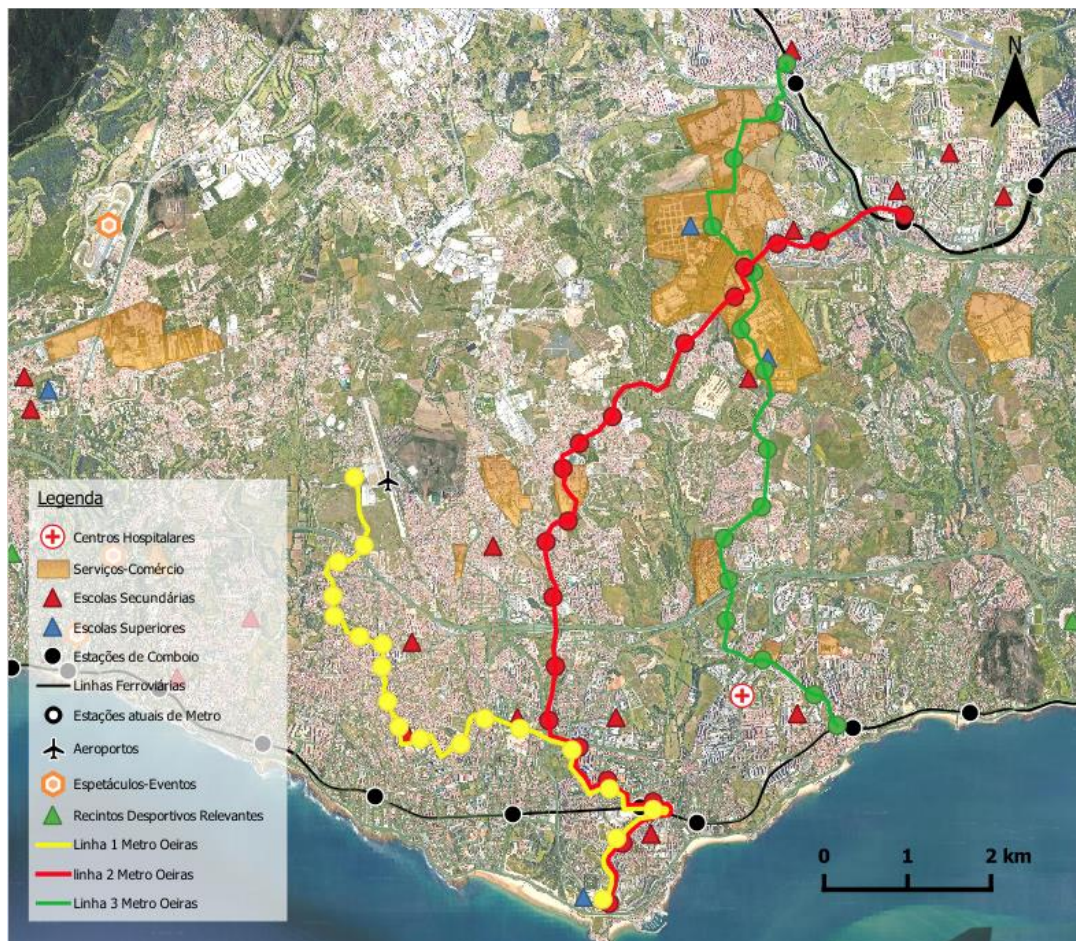 N
Legenda
Centros Hospitalares
Serviços-Comércio
Escolas Secundárias
Escolas Superiores
Estações de Comboio
Linhas Ferroviárias
Estações atuais de Metro
Aeroportos
Espetáculos-Eventos
Recintos Desportivos Relevantes
Linha 1 Metro Oeiras
linha 2 Metro Oeiras
Linha 3 Metro Oeiras
0 1 2 km